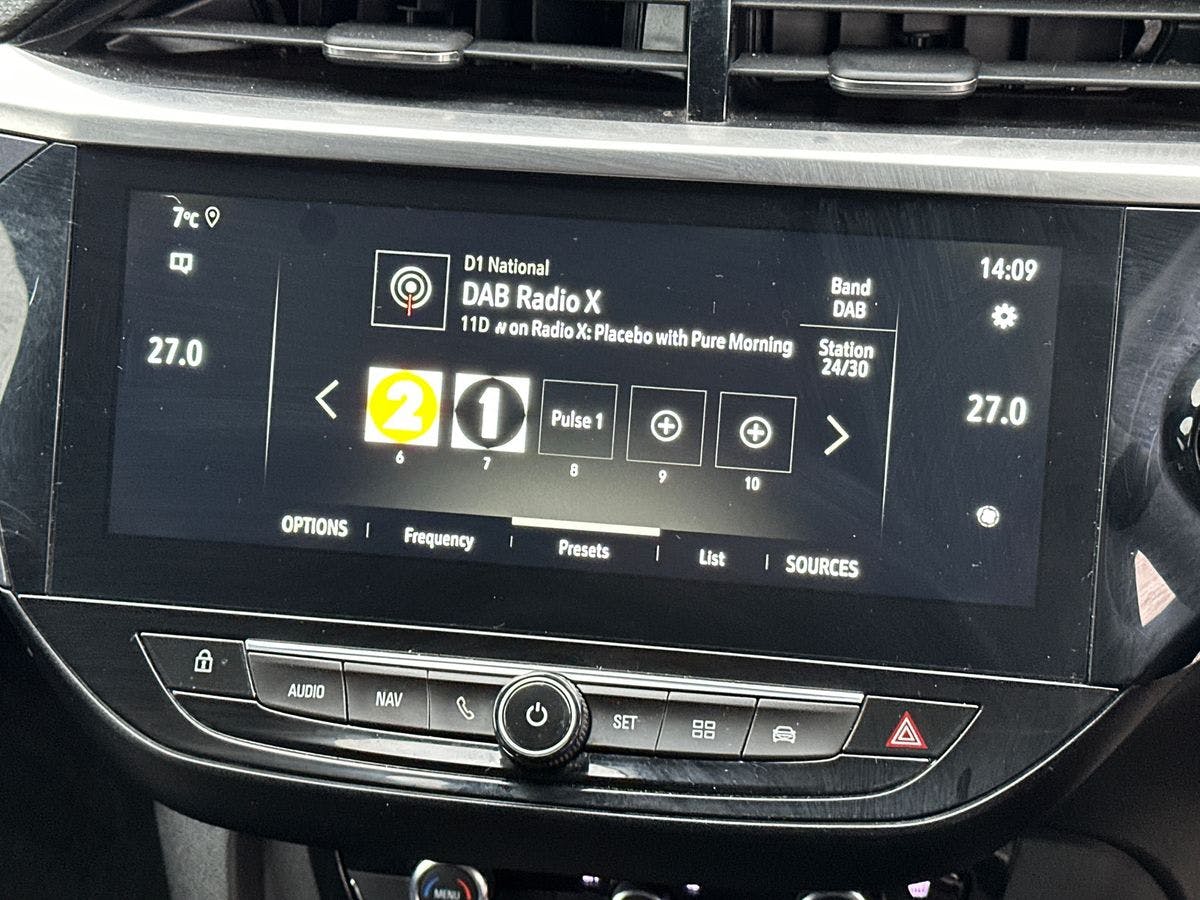 7°C
14:09
D1 National
DAB Radio X
11D w on Radio X: Placebo with Pure Morning
Band
DAB
Station
24/30
27.0
27.0
2
1
Pulse 1
6
7
8
9
10
OPTIONS
Frequency
Presets
List
SOURCES
AUDIO
NAV
SET
MENU